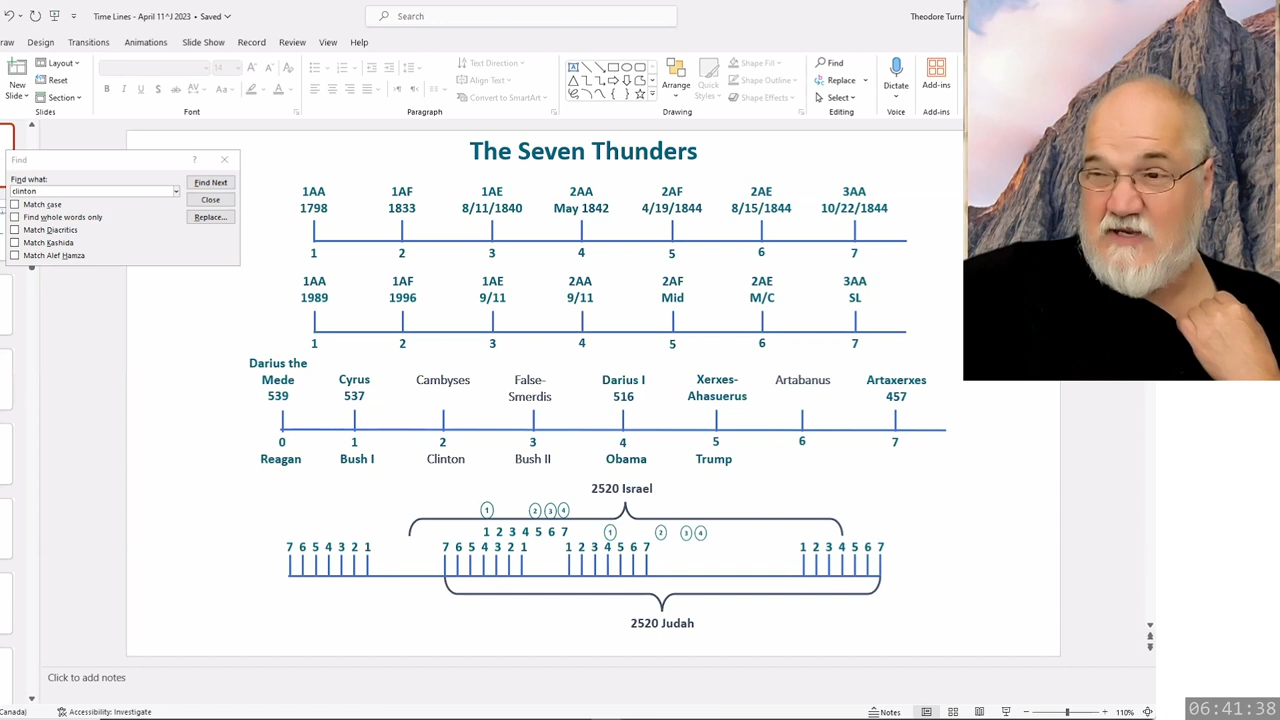 Time Lines - April 11^J 2023 • Saved
Search
Theodore Turne
raw Design Transitions Animations Slide Show Record Review View Help
New
Slide
Layout
Reset
Section
Slides
14
Font
Text Direction
Align Text
Convert to SmartArt
Paragraph
Arrange
Quick
Styles
Shape Fill
Shape Outline
Shape Effects
Drawing
Find
Replace
Select
Editing
Dictate
Voice
Add-ins
Add-ins
Find
?
Find what:
clinton
Match case
Find whole words only
Match Diacritics
Match Kashida
Match Alef Hamza
Find Next
Close
Replace...
The Seven Thunders
1AA 1AF 1AE 2AA 2AF 2AE 3AA
1798 1833 8/11/1840 May 1842 4/19/1844 8/15/1844 10/22/1844
1 2 3 4 5 6 7
1AA 1AF 1AE 2AA 2AF 2AE 3AA
1989 1996 9/11 9/11 Mid M/C SL
1 2 3 4 5 6 7
Darius the
Mede
539
Cyrus
537
Cambyses
False-
Smerdis
Darius I
516
Xerxes-
Ahasuerus
Artabanus
Artaxerxes
457
0 1 2 3 4 5 6 7
Reagan Bush I Clinton Bush II Obama Trump
2520 Israel
1 2 3 4
1 2 3 4 5 6 7 1 2 3 4
7 6 5 4 3 2 1 7 6 5 4 3 2 1 1 2 3 4 5 6 7 1 2 3 4 5 6 7
2520 Judah
Click to add notes
Canada) Accessibility: Investigate
Notes
110%
06:41:38